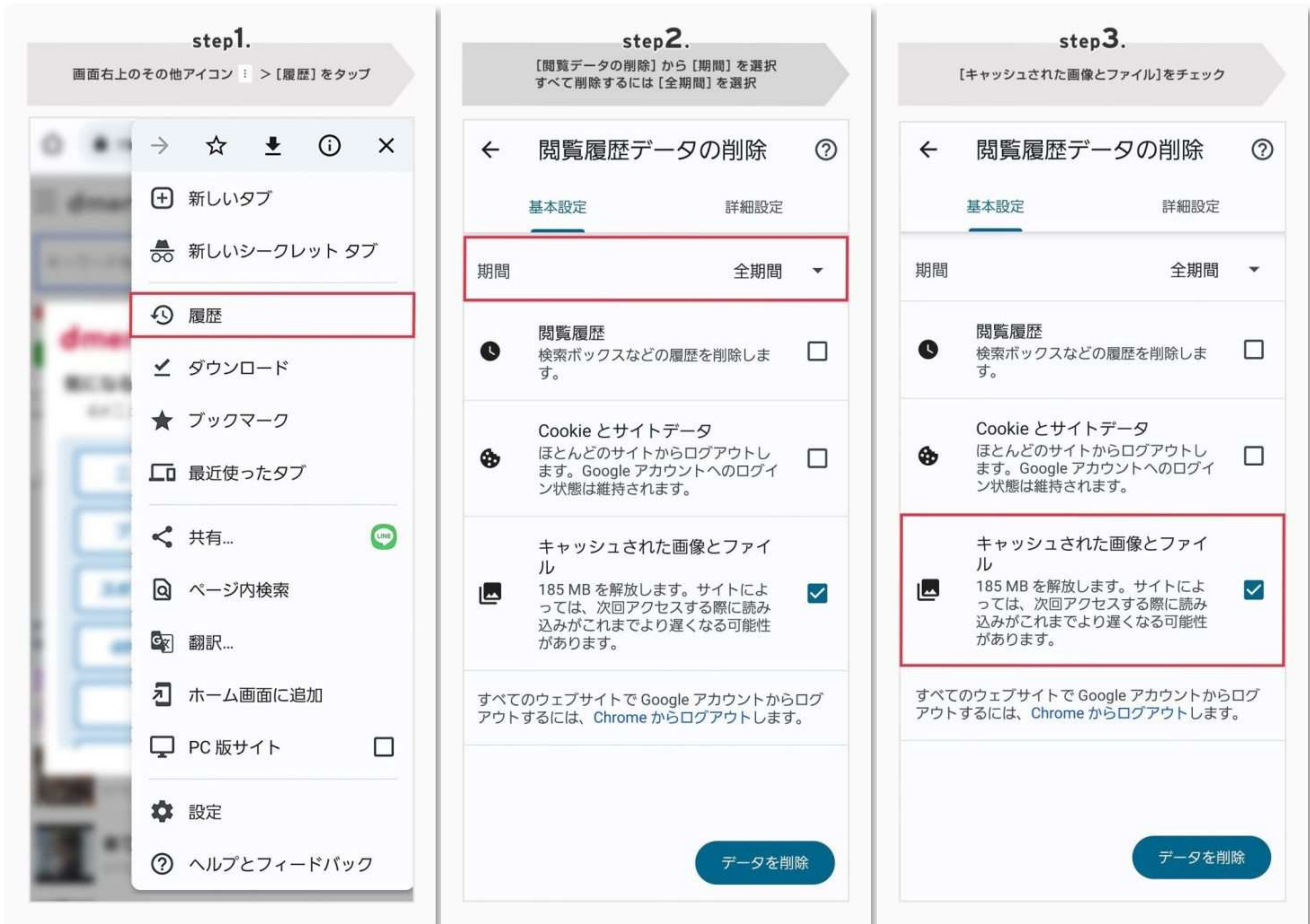 step1.
画面右上のその他アイコン ⋮ > [履歴] をタップ
新しいタブ
新しいシークレット タブ
履歴
ダウンロード
ブックマーク
最近使ったタブ
共有...
LINE
ページ内検索
翻訳...
ホーム画面に追加
PC 版サイト
設定
ヘルプとフィードバック
step2.
[閲覧データの削除] から [期間] を選択
すべて削除するには [全期間] を選択
閲覧履歴データの削除
基本設定 詳細設定
期間 全期間
閲覧履歴
検索ボックスなどの履歴を削除しま
す。
Cookie とサイトデータ
ほとんどのサイトからログアウトし
ます。Google アカウントへのログイ
ン状態は維持されます。
キャッシュされた画像とファイ
ル
185 MB を解放します。サイトによ
っては、次回アクセスする際に読み
込みがこれまでより遅くなる可能性
があります。
すべてのウェブサイトで Google アカウントからログ
アウトするには、Chrome からログアウトします。
データを削除
step3.
[キャッシュされた画像とファイル]をチェック
閲覧履歴データの削除
基本設定 詳細設定
期間 全期間
閲覧履歴
検索ボックスなどの履歴を削除しま
す。
Cookie とサイトデータ
ほとんどのサイトからログアウトし
ます。Google アカウントへのログイ
ン状態は維持されます。
キャッシュされた画像とファイ
ル
185 MB を解放します。サイトによ
っては、次回アクセスする際に読み
込みがこれまでより遅くなる可能性
があります。
すべてのウェブサイトで Google アカウントからログ
アウトするには、Chrome からログアウトします。
データを削除